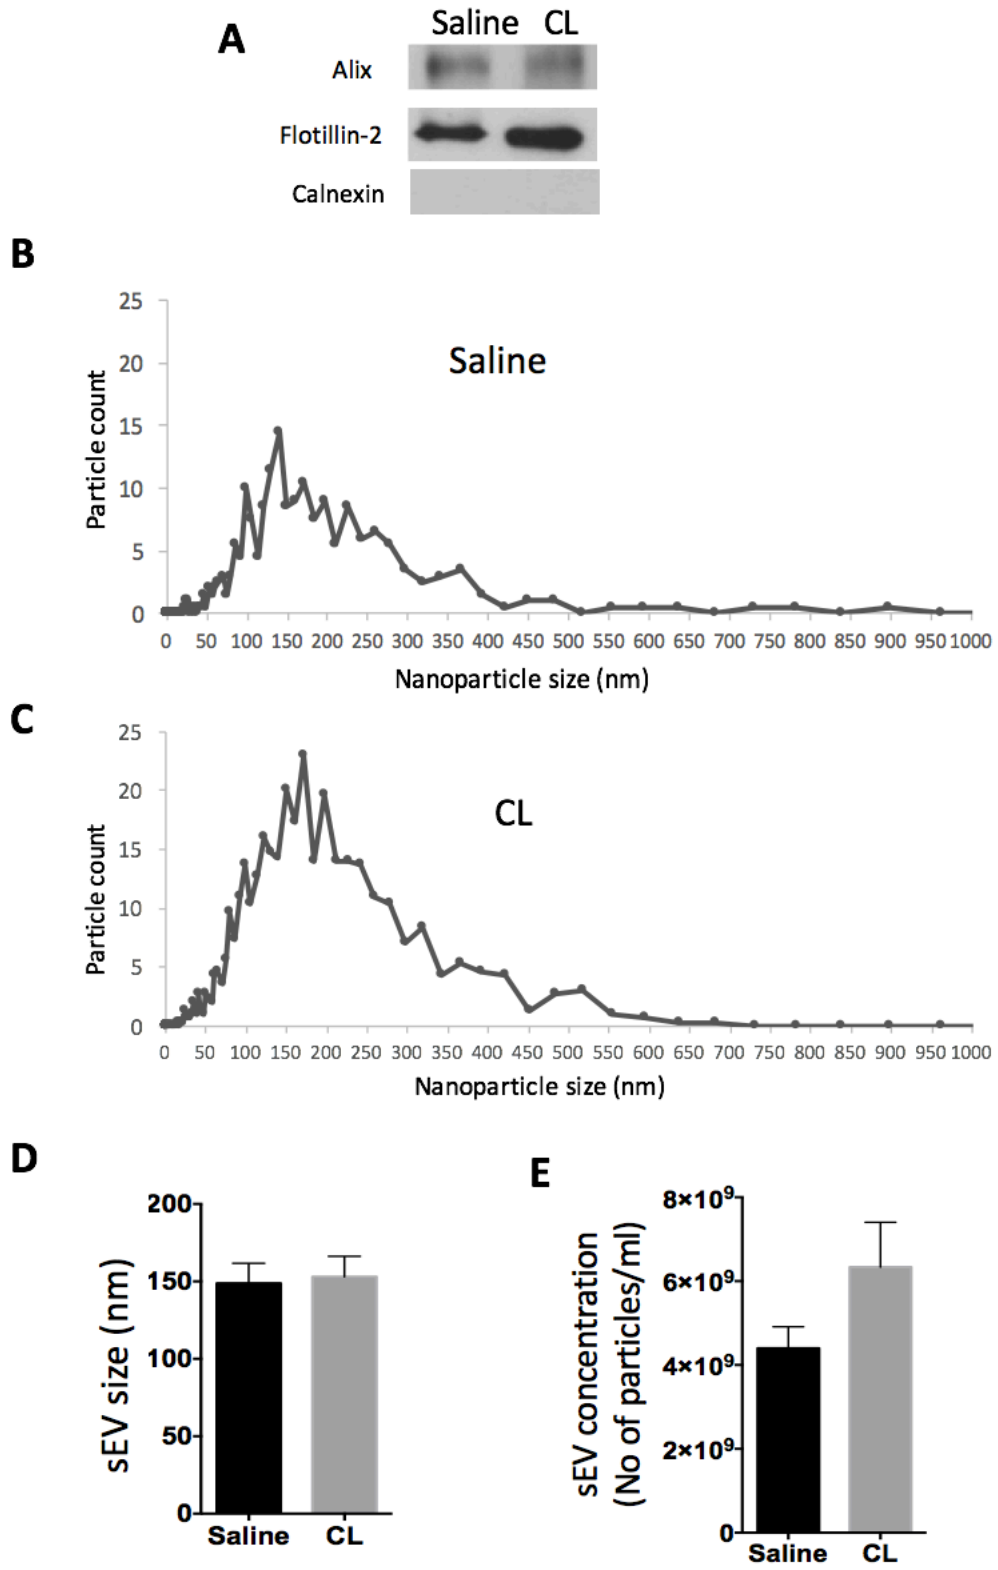 A
Saline CL
Alix
Flotillin-2
Calnexin
B
25
20
15
10
5
0
Particle count
Saline
0 50 100 150 200 250 300 350 400 450 500 550 600 650 700 750 800 850 900 950 1000
Nanoparticle size (nm)
C
25
20
15
10
5
0
Particle count
CL
0 50 100 150 200 250 300 350 400 450 500 550 600 650 700 750 800 850 900 950 1000
Nanoparticle size (nm)
D
200
150
100
50
0
sEV size (nm)
Saline CL
E
8×10⁹
6×10⁹
4×10⁹
2×10⁹
0
sEV concentration
(No of particles/ml)
Saline CL